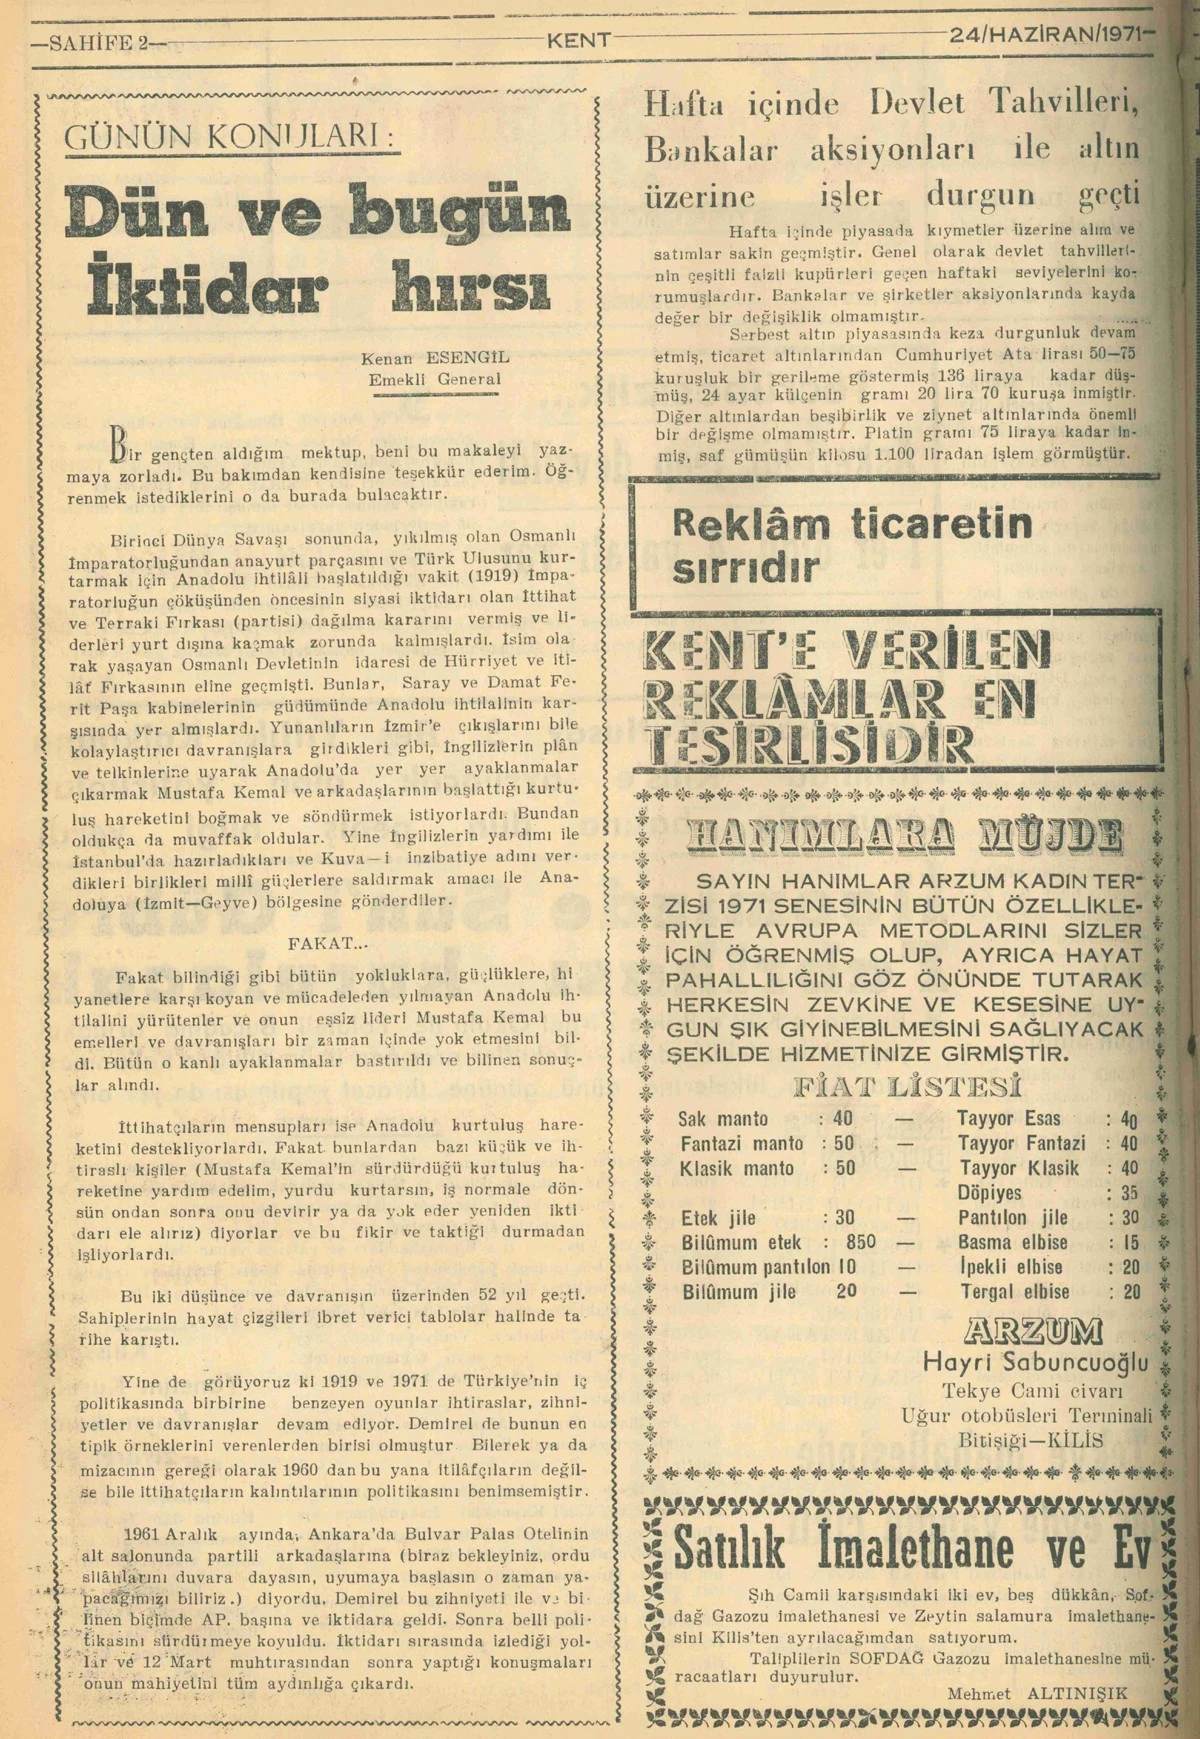 —SAHİFE 2—
KENT
24/HAZİRAN/1971—
GÜNÜN KONULARI :
Dün ve bugün
İktidar hırsı
Kenan ESENGİL
Emekli General
Bir gençten aldığım mektup, beni bu makaleyi yaz-
maya zorladı. Bu bakımdan kendisine teşekkür ederim. Öğ-
renmek istediklerini o da burada bulacaktır.
Birinci Dünya Savaşı sonunda, yıkılmış olan Osmanlı
İmparatorluğundan anayurt parçasını ve Türk Ulusunu kur-
tarmak için Anadolu ihtilâli başlatıldığı vakit (1919) İmpa-
ratorluğun çöküşünden öncesinin siyasi iktidarı olan İttihat
ve Terraki Fırkası (partisi) dağılma kararını vermiş ve li-
derleri yurt dışına kaçmak zorunda kalmışlardı. İsim ola
rak yaşayan Osmanlı Devletinin idaresi de Hürriyet ve İti-
lâf Fırkasının eline geçmişti. Bunlar, Saray ve Damat Fe-
rit Paşa kabinelerinin güdümünde Anadolu ihtilalinin kar-
şısında yer almışlardı. Yunanlıların İzmir'e çıkışlarını bile
kolaylaştırıcı davranışlara girdikleri gibi, İngilizlerin plân
ve telkinlerine uyarak Anadolu'da yer yer ayaklanmalar
çıkarmak Mustafa Kemal ve arkadaşlarının başlattığı kurtu-
luş hareketini boğmak ve söndürmek istiyorlardı. Bundan
oldukça da muvaffak oldular. Yine İngilizlerin yardımı ile
İstanbul'da hazırladıkları ve Kuva—i inzibatiye adını ver-
dikleri birlikleri millî güçlerlere saldırmak amacı ile Ana-
doluya (İzmit—Geyve) bölgesine gönderdiler.
FAKAT...
Fakat bilindiği gibi bütün yokluklara, güçlüklere, hi
yanetlere karşı koyan ve mücadeleden yılmayan Anadolu ih-
tilalini yürütenler ve onun eşsiz lideri Mustafa Kemal bu
emelleri ve davranışları bir zaman içinde yok etmesini bil-
di. Bütün o kanlı ayaklanmalar bastırıldı ve bilinen sonuç-
lar alındı.
İttihatçıların mensupları ise Anadolu kurtuluş hare-
ketini destekliyorlardı. Fakat bunlardan bazı küçük ve ih-
tiraslı kişiler (Mustafa Kemal'in sürdürdüğü kurtuluş ha-
reketine yardım edelim, yurdu kurtarsın, iş normale dön-
sün ondan sonra onu devirir ya da yok eder yeniden ikti
darı ele alırız) diyorlar ve bu fikir ve taktiği durmadan
işliyorlardı.
Bu iki düşünce ve davranışın üzerinden 52 yıl geçti.
Sahiplerinin hayat çizgileri ibret verici tablolar halinde ta
rihe karıştı.
Yine de görüyoruz ki 1919 ve 1971 de Türkiye'nin iç
politikasında birbirine benzeyen oyunlar ihtiraslar, zihni-
yetler ve davranışlar devam ediyor. Demirel de bunun en
tipik örneklerini verenlerden birisi olmuştur Bilerek ya da
mizacının gereği olarak 1960 dan bu yana itilâfçıların değil-
se bile ittihatçıların kalıntılarının politikasını benimsemiştir.
1961 Aralık ayında, Ankara'da Bulvar Palas Otelinin
alt salonunda partili arkadaşlarına (biraz bekleyiniz, ordu
silâhlarını duvara dayasın, uyumaya başlasın o zaman ya-
pacağımızı biliriz.) diyordu, Demirel bu zihniyeti ile ve bi-
linen biçimde AP. başına ve iktidara geldi. Sonra belli poli-
tikasını sürdürmeye koyuldu. İktidarı sırasında izlediği yol-
lar ve 12 Mart muhtırasından sonra yaptığı konuşmaları
onun mahiyetini tüm aydınlığa çıkardı.
Hafta içinde Devlet Tahvilleri,
Bankalar aksiyonları ile altın
üzerine işler durgun geçti
Hafta içinde piyasada kıymetler üzerine alım ve
satımlar sakin geçmiştir. Genel olarak devlet tahvilleri-
nin çeşitli faizli kupürleri geçen haftaki seviyelerini ko-
rumuşlardır. Bankalar ve şirketler aksiyonlarında kayda
değer bir değişiklik olmamıştır.
Serbest altın piyasasında keza durgunluk devam
etmiş, ticaret altınlarından Cumhuriyet Ata lirası 50—75
kuruşluk bir gerileme göstermiş 136 liraya kadar düş-
müş, 24 ayar külçenin gramı 20 lira 70 kuruşa inmiştir.
Diğer altınlardan beşibirlik ve ziynet altınlarında önemli
bir değişme olmamıştır. Platin gramı 75 liraya kadar in-
miş, saf gümüşün kilosu 1.100 liradan işlem görmüştür.
Reklâm ticaretin
sırrıdır
KENT'E VERİLEN
REKLÂMLAR EN
TESİRLİSİDİR
HANIMLARA MÜJDE
SAYIN HANIMLAR ARZUM KADIN TER-
ZİSİ 1971 SENESİNİN BÜTÜN ÖZELLİKLE-
RİYLE AVRUPA METODLARINI SİZLER
İÇİN ÖĞRENMİŞ OLUP, AYRICA HAYAT
PAHALLILIĞINI GÖZ ÖNÜNDE TUTARAK
HERKESİN ZEVKİNE VE KESESİNE UY-
GUN ŞIK GİYİNEBİLMESİNİ SAĞLIYACAK
ŞEKİLDE HİZMETİNİZE GİRMİŞTİR.
FİAT LİSTESİ
Sak manto : 40 — Tayyor Esas : 40
Fantazi manto : 50 — Tayyor Fantazi : 40
Klasik manto : 50 — Tayyor Klasik : 40
Döpiyes : 35
Etek jile : 30 — Pantılon jile : 30
Bilûmum etek : 850 — Basma elbise : 15
Bilûmum pantılon 10 — İpekli elbise : 20
Bilûmum jile 20 — Tergal elbise : 20
ARZUM
Hayri Sabuncuoğlu
Tekye Cami civarı
Uğur otobüsleri Terminali
Bitişiği—KİLİS
Satılık İmalethane ve Ev
Şıh Camii karşısındaki iki ev, beş dükkân, Sof-
dağ Gazozu imalethanesi ve Zeytin salamura imalethane-
sini Kilis'ten ayrılacağımdan satıyorum.
Taliplilerin SOFDAĞ Gazozu imalethanesine mü-
racaatları duyurulur.
Mehmet ALTINIŞIK